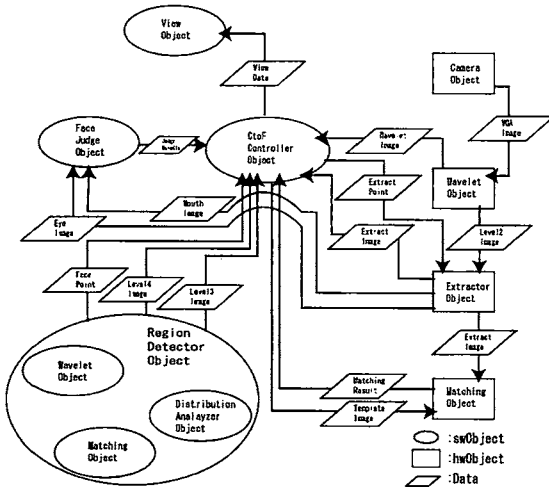 View
Object
View
Data
Camera
Object
Face
Judge
Object
Judge
Results
CtoF
Controller
Object
Wavelet
Image
VGA
Image
Wavelet
Object
Mouth
Image
Extract
Point
Eye
Image
Extract
Image
Level2
Image
Face
Point
Level4
Image
Level3
Image
Extractor
Object
Region
Detector
Object
Extract
Image
Wavelet
Object
Distribution
Analayzer
Object
Matching
Object
Matching
Result
Template
Image
Matching
Object
:swObject
:hwObject
:Data